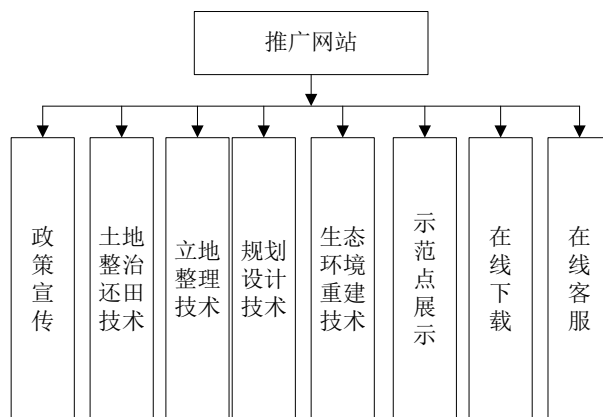 推广网站
政策宣传
土地
整治
还田
技术
立地
整理
技术
规划
设计
技术
生态
环境
重建
技术
示范点展示
在线下载
在线客服